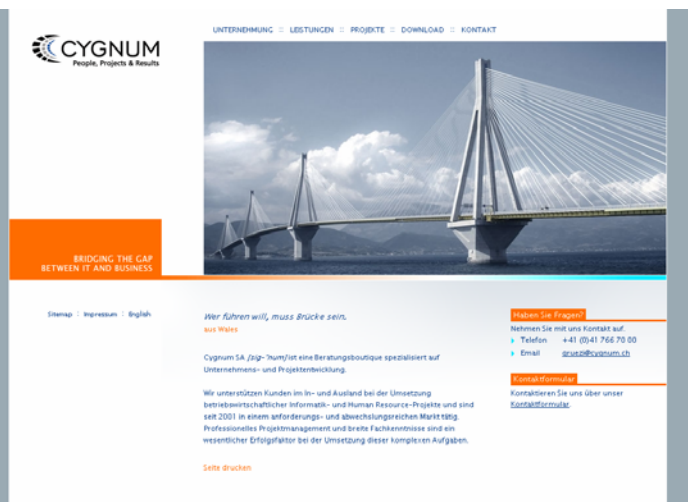 CYGNUM
People, Projects & Results
UNTERNEHMUNG :: LEISTUNGEN :: PROJEKTE :: DOWNLOAD :: KONTAKT
BRIDGING THE GAP
BETWEEN IT AND BUSINESS
Sitemap : Impressum : English
Wer führen will, muss Brücke sein.
aus Wales
Cygnum SA /zig-'num/ist eine Beratungsboutique spezialisiert auf
Unternehmens- und Projektentwicklung.
Wir unterstützen Kunden im In- und Ausland bei der Umsetzung
betriebswirtschaftlicher Informatik- und Human Resource-Projekte und sind
seit 2001 in einem anforderungs- und abwechslungsreichen Markt tätig.
Professionelles Projektmanagement und breite Fachkenntnisse sind ein
wesentlicher Erfolgsfaktor bei der Umsetzung dieser komplexen Aufgaben.
Seite drucken
Haben Sie Fragen?
Nehmen Sie mit uns Kontakt auf.
Telefon +41 (0)41 766 70 00
Email gruezi@cygnum.ch
Kontaktformular
Kontaktieren Sie uns über unser
Kontaktformular.